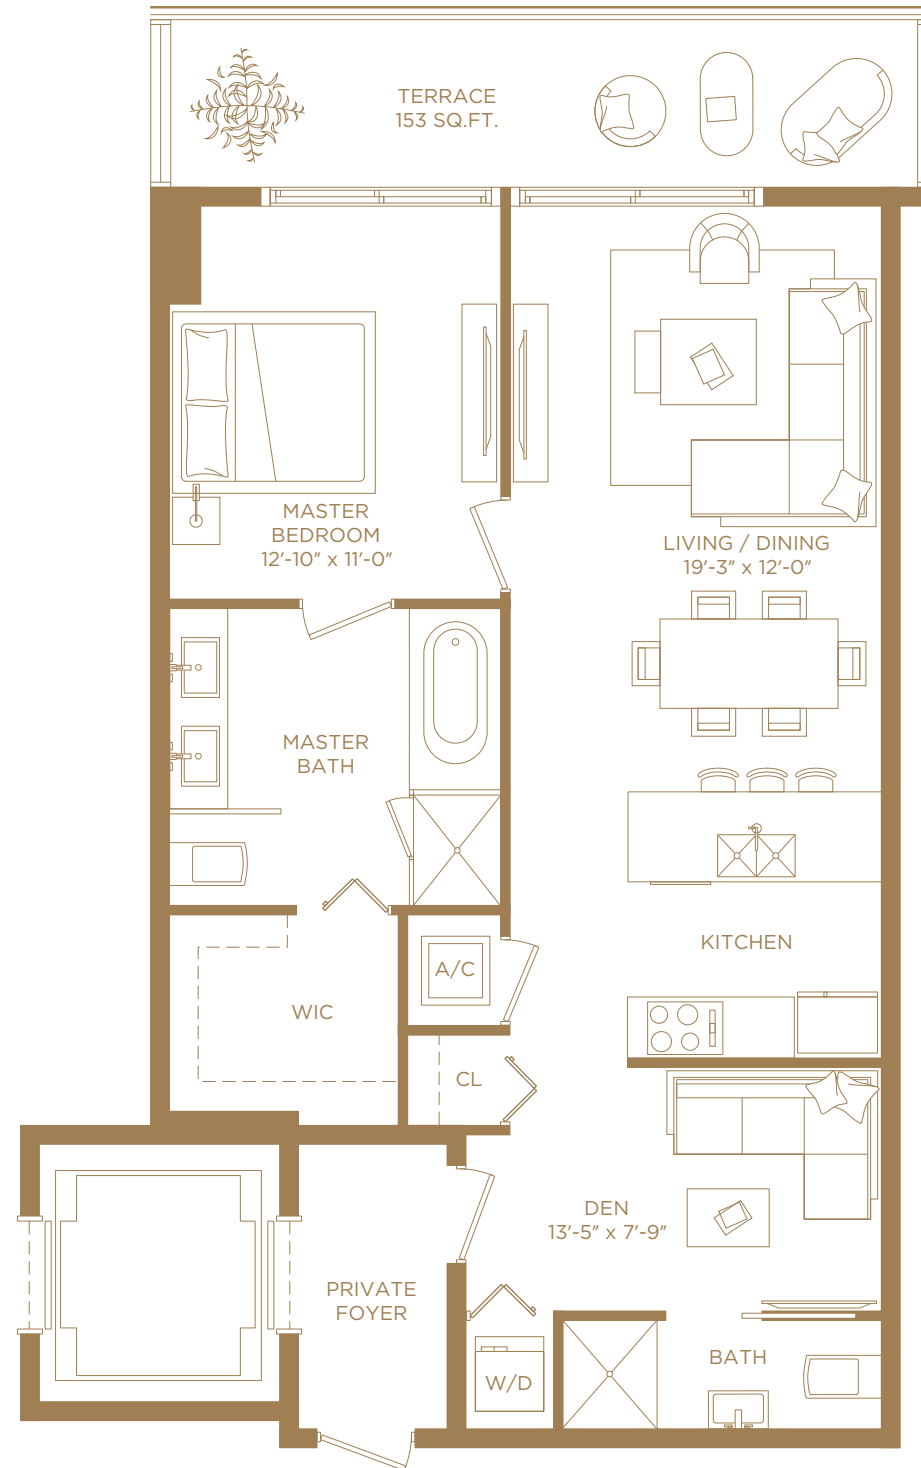 TERRACE
153 SQ.FT.
MASTER
BEDROOM
12'-10" x 11'-0"
LIVING / DINING
19'-3" x 12'-0"
MASTER
BATH
KITCHEN
A/C
WIC
CL
DEN
13'-5" x 7'-9"
PRIVATE
FOYER
BATH
W/D